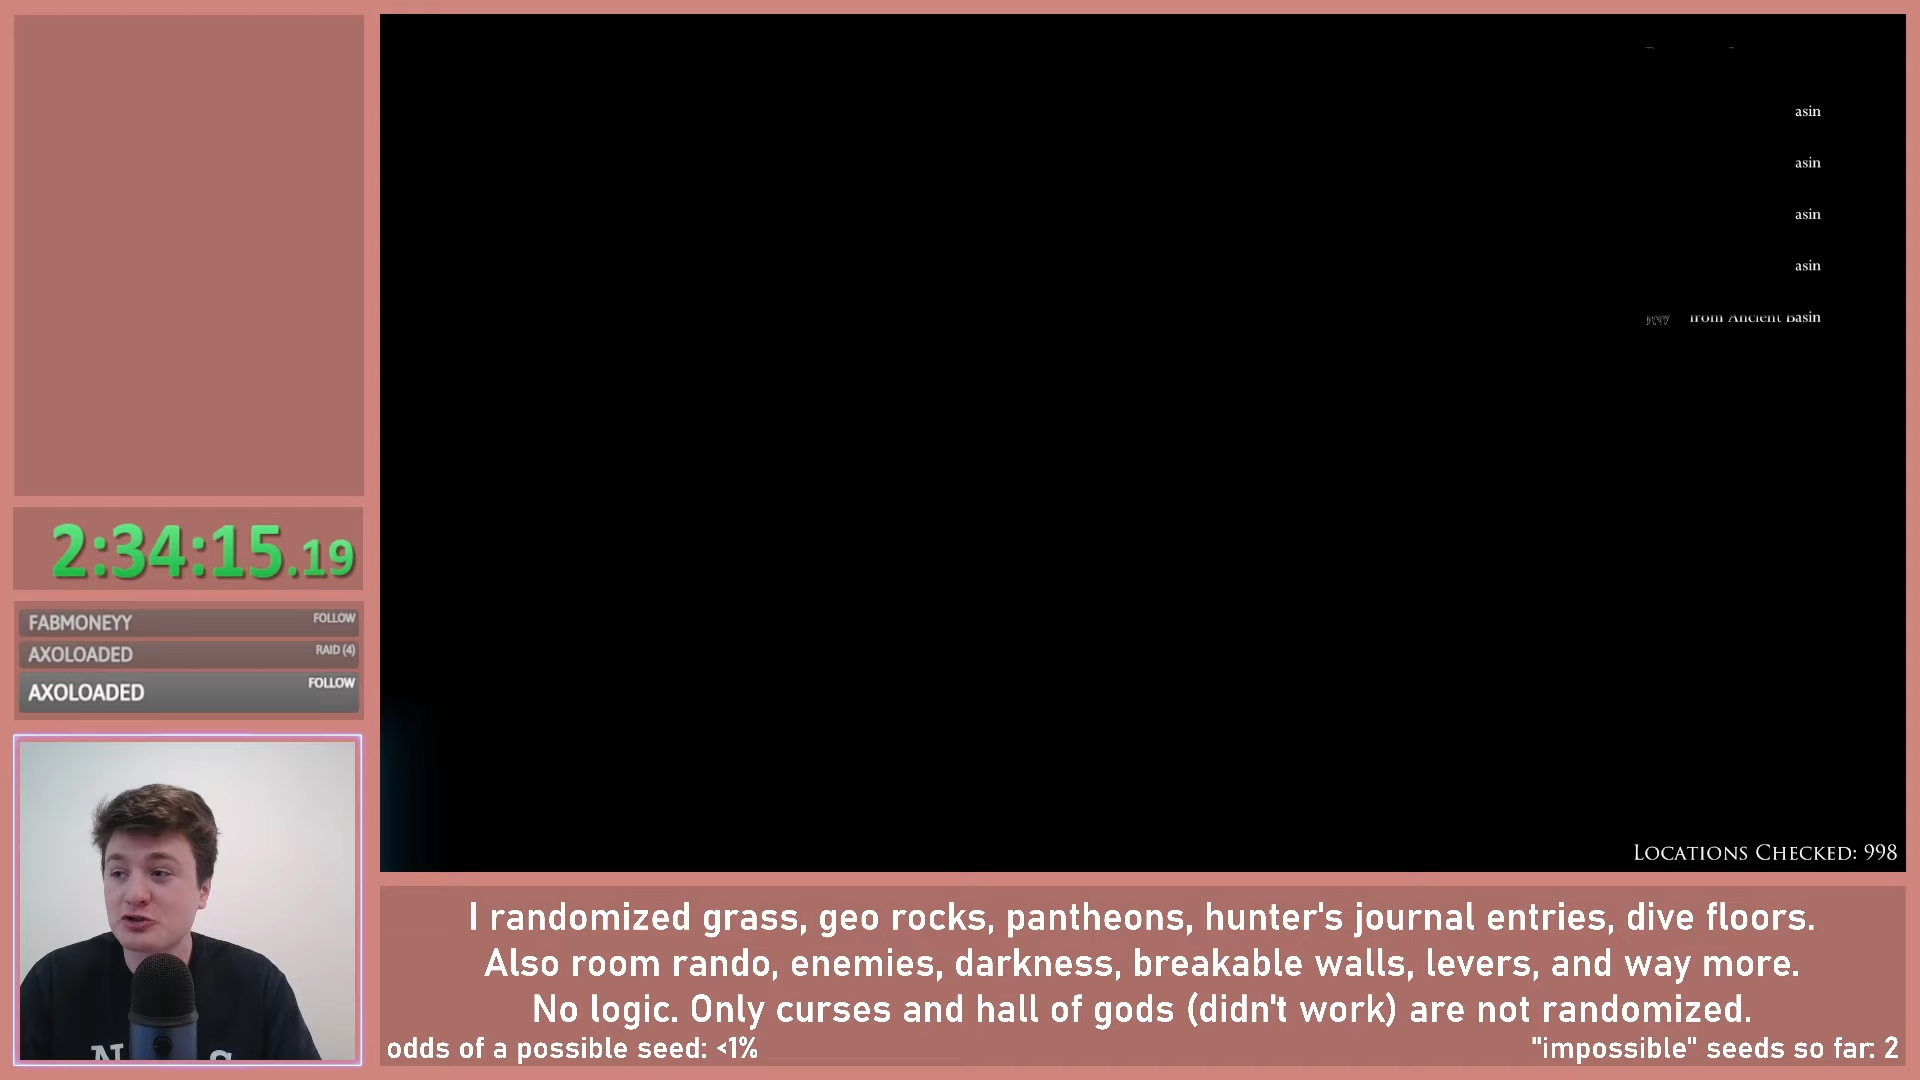 asin
asin
asin
asin
from Ancient Basin
2:34:15.19
FABMONEYY FOLLOW
AXOLOADED RAID (4)
AXOLOADED FOLLOW
LOCATIONS CHECKED: 998
I randomized grass, geo rocks, pantheons, hunter's journal entries, dive floors.
Also room rando, enemies, darkness, breakable walls, levers, and way more.
No logic. Only curses and hall of gods (didn't work) are not randomized.
odds of a possible seed: <1%
"impossible" seeds so far: 2